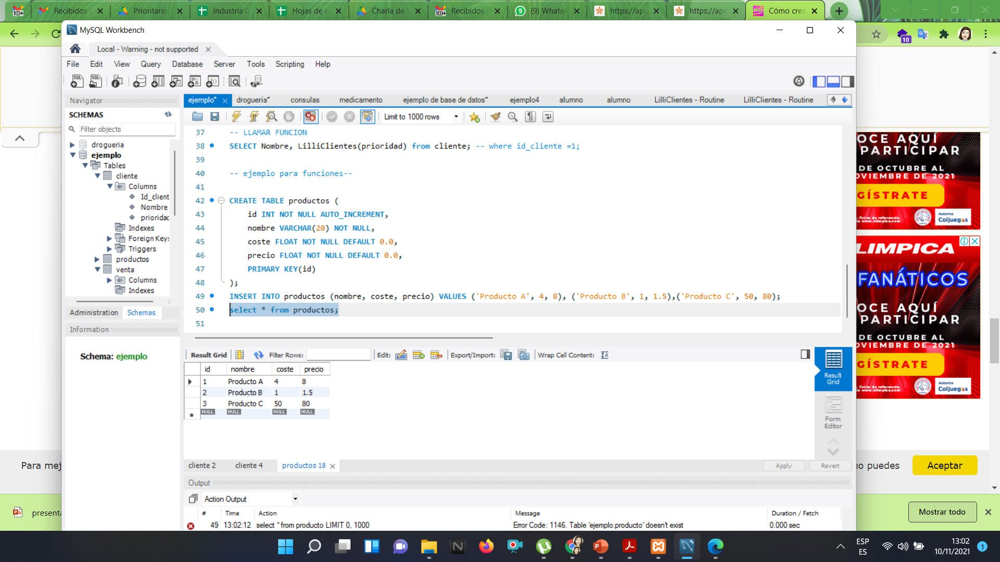 Recibidos
Prioritario
Industria G
Hojas de c
Charla de
Recibidos (
(9) WhatsA
https://ape
https://ape
Cómo crea
MySQL Workbench
Local - Warning - not supported
File Edit View Query Database Server Tools Scripting Help
Navigator
SCHEMAS
Filter objects
drogueria
ejemplo
Tables
cliente
Columns
Id_client
Nombre
prioridad
Indexes
Foreign Keys
Triggers
productos
venta
Columns
Indexes
Administration Schemas
Information
Schema: ejemplo
ejemplo* drogueria* consulas medicamento ejemplo de base de datos* ejemplo4 alumno alumno LilliClientes - Routine LilliClientes - Routine
Limit to 1000 rows
37 -- LLAMAR FUNCION
38 SELECT Nombre, LilliClientes(prioridad) from cliente; -- where id_cliente =1;
39
40 -- ejemplo para funciones--
41
42 CREATE TABLE productos (
43 id INT NOT NULL AUTO_INCREMENT,
44 nombre VARCHAR(20) NOT NULL,
45 coste FLOAT NOT NULL DEFAULT 0.0,
46 precio FLOAT NOT NULL DEFAULT 0.0,
47 PRIMARY KEY(id)
48 );
49 INSERT INTO productos (nombre, coste, precio) VALUES ('Producto A', 4, 8), ('Producto B', 1, 1.5),('Producto C', 50, 80);
50 select * from productos;
51
Result Grid Filter Rows: Edit: Export/Import: Wrap Cell Content:
id nombre coste precio
1 Producto A 4 8
2 Producto B 1 1.5
3 Producto C 50 80
NULL NULL NULL NULL
Result Grid
Form Editor
cliente 2 cliente 4 productos 18
Apply Revert
Output
Action Output
# Time Action Message Duration / Fetch
49 13:02:12 select * from producto LIMIT 0, 1000 Error Code: 1146. Table 'ejemplo.producto' doesn't exist 0.000 sec
10
OCE AQUÍ
PARTICIPAR
DE OCTUBRE AL
OVIEMBRE DE 2021
GÍSTRATE
Autoriza
Coljuegos
LIMPICA
FANÁTICOS
OCE AQUÍ
PARTICIPAR
DE OCTUBRE AL
OVIEMBRE DE 2021
GÍSTRATE
Autoriza
Coljuegos
Para mej
no puedes
Aceptar
presenta
Mostrar todo
ESP
ES
13:02
10/11/2021
1